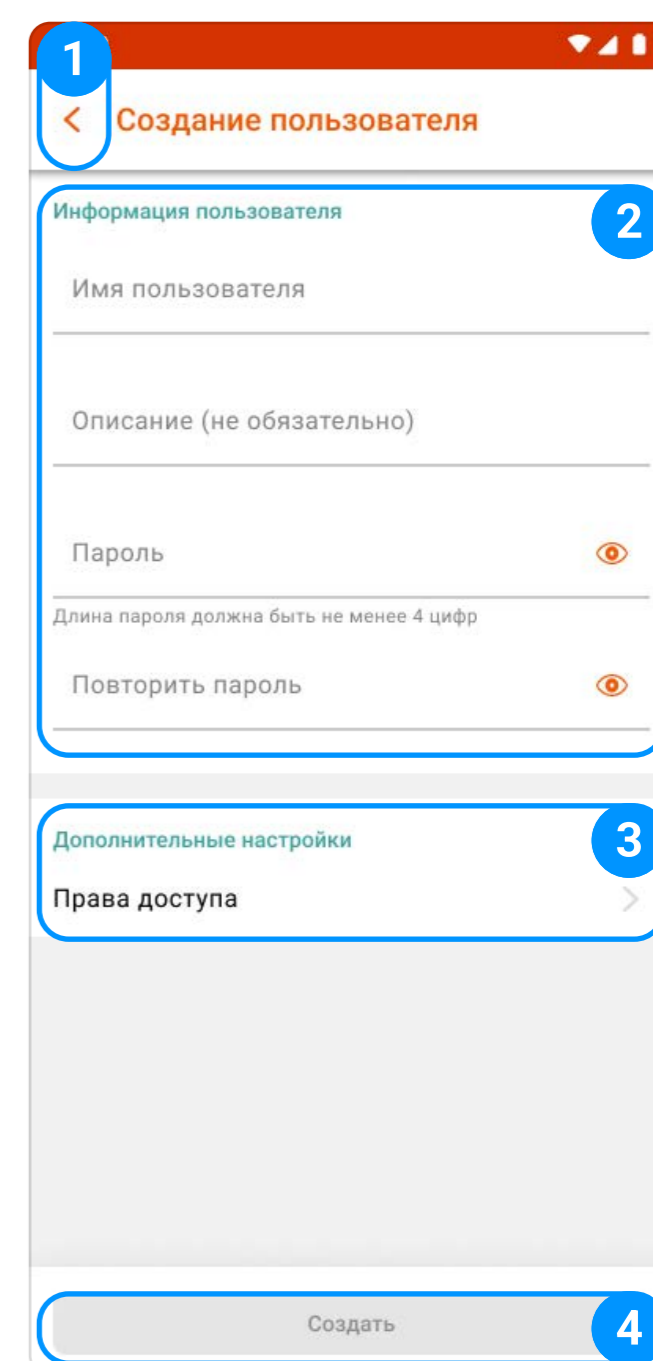 1
Создание пользователя
Информация пользователя
2
Имя пользователя
Описание (не обязательно)
Пароль
Длина пароля должна быть не менее 4 цифр
Повторить пароль
Дополнительные настройки
3
Права доступа
Создать
4